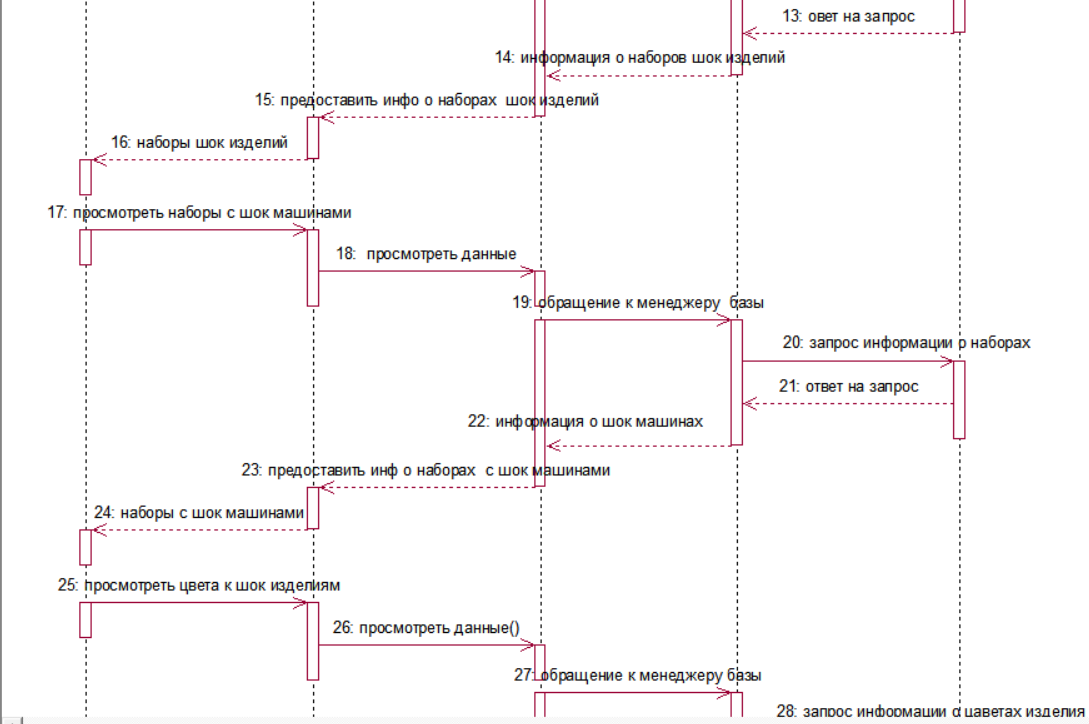 13: овет на запрос
14: информация о наборов шок изделий
15: предоставить инфо о наборах шок изделий
16: наборы шок изделий
17: просмотреть наборы с шок машинами
18: просмотреть данные
19: обращение к менеджеру базы
20: запрос информации о наборах
21: ответ на запрос
22: информация о шок машинах
23: предоставить инф о наборах с шок машинами
24: наборы с шок машинами
25: просмотреть цвета к шок изделиям
26: просмотреть данные()
27: обращение к менеджеру базы
28: запрос информации о цаветах изделия